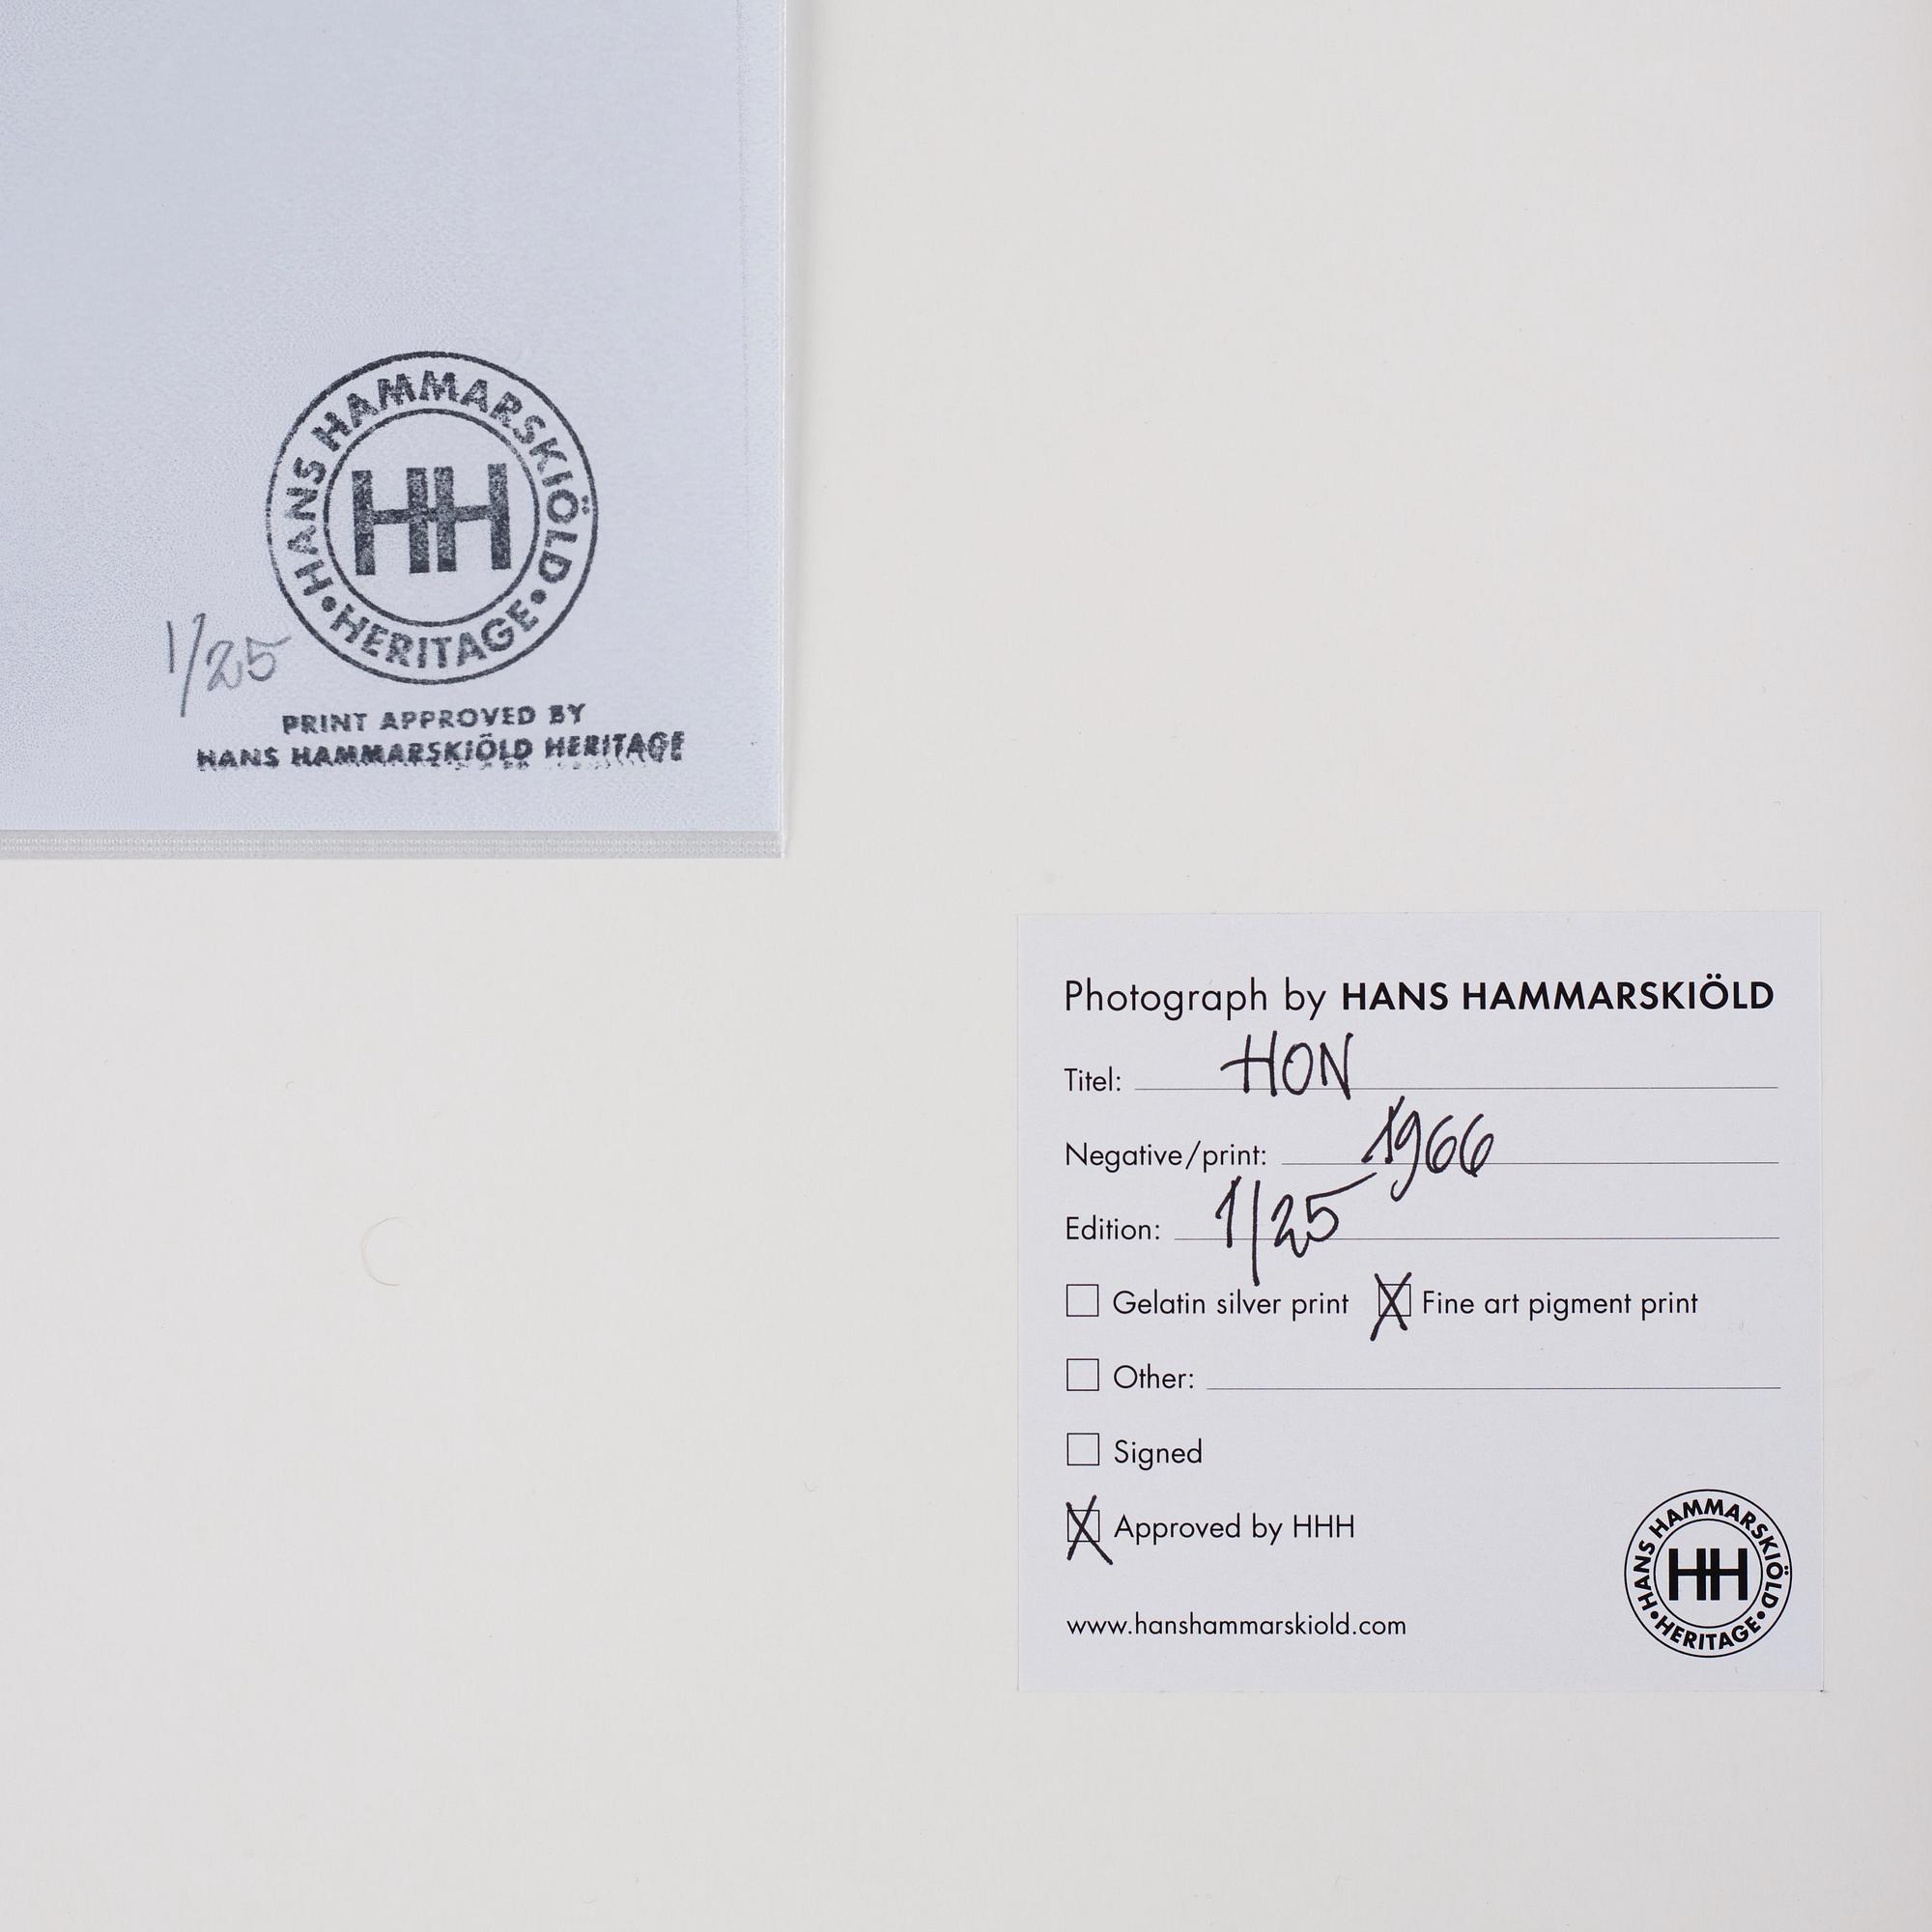 HANS HAMMARSKIÖLD • HERITAGE •
HH
1/25
PRINT APPROVED BY
HANS HAMMARSKIÖLD HERITAGE
Photograph by HANS HAMMARSKIÖLD
Titel: HON
Negative/print: 1966
Edition: 1/25
Gelatin silver print X Fine art pigment print
Other:
Signed
X Approved by HHH
www.hanshammarskiold.com
HANS HAMMARSKIÖLD • HERITAGE •
HH